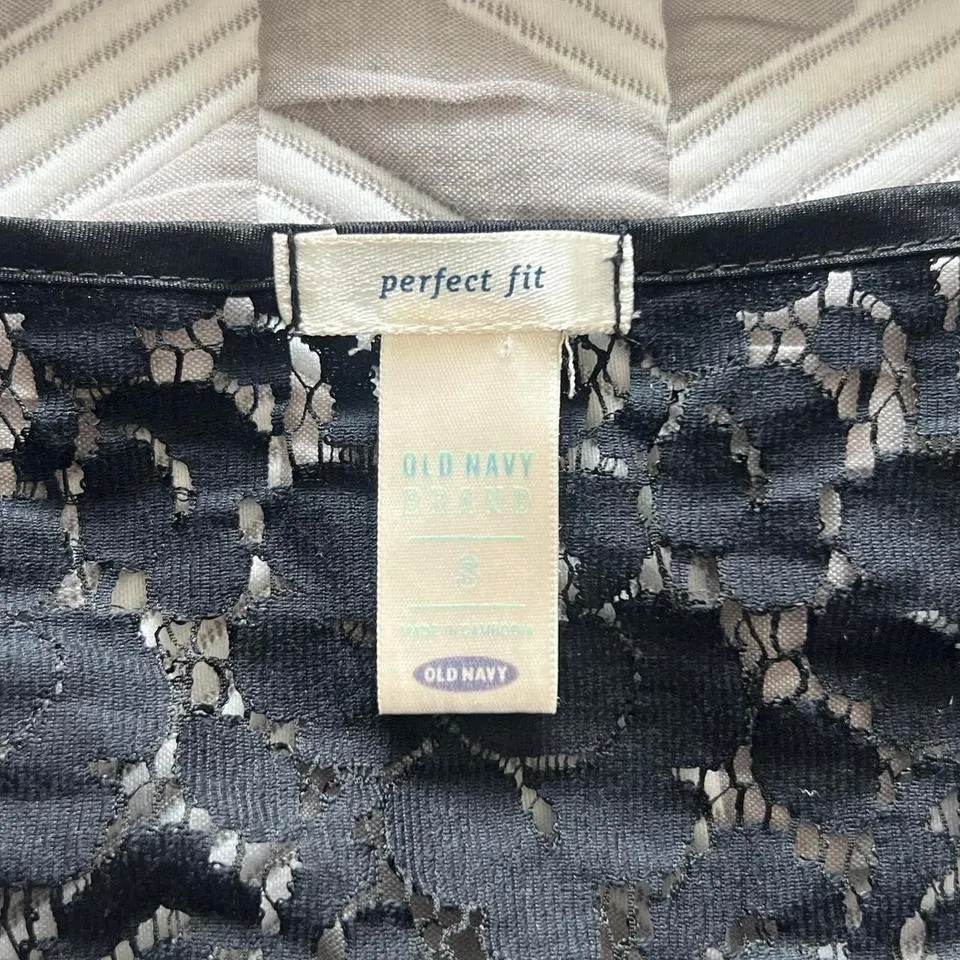 perfect fit
OLD NAVY
BRAND
MADE IN CAMBODIA
OLD NAVY